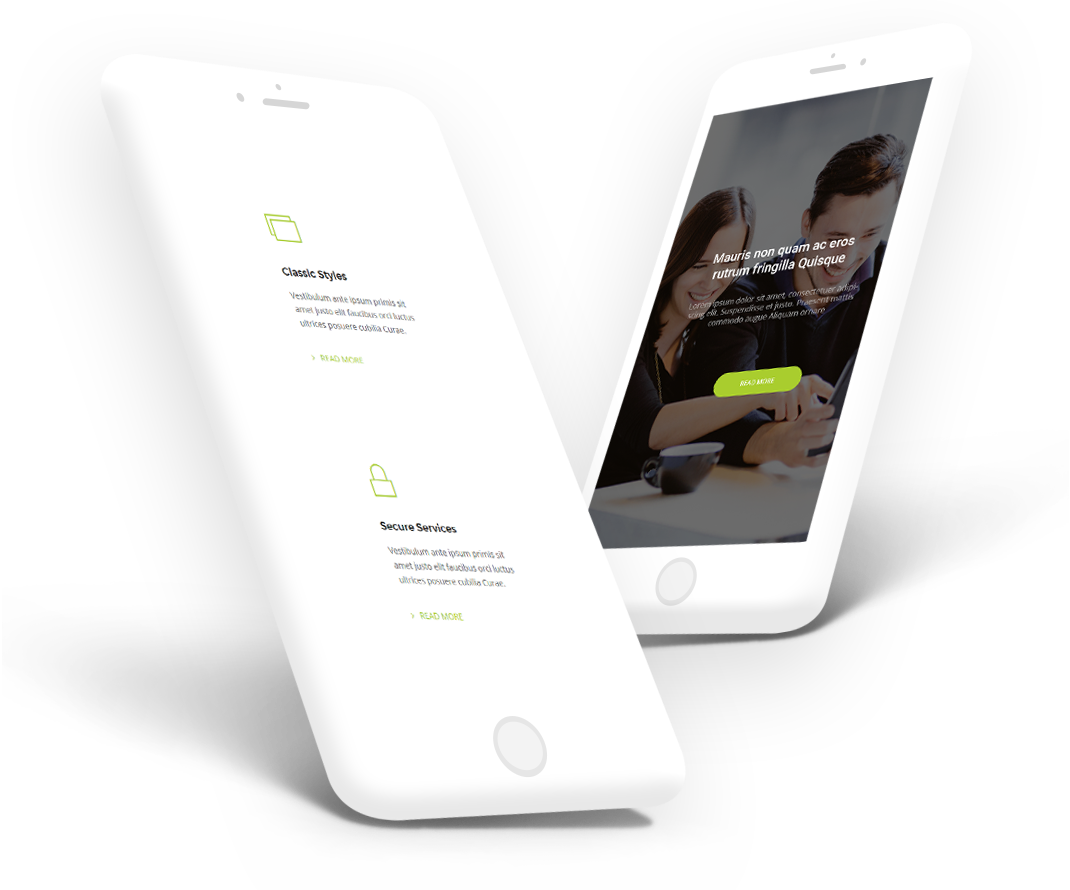 Classic Styles
Vestibulum ante ipsum primis sit
amet justo elit faucibus orci luctus
ultrices posuere cubilia Curae.
> READ MORE
Secure Services
Vestibulum ante ipsum primis sit
amet justo elit faucibus orci luctus
ultrices posuere cubilia Curae.
> READ MORE
Mauris non quam ac eros
rutrum fringilla Quisque
Lorem ipsum dolor sit amet, consectetuer adipi-
scing elit. Suspendisse et justo. Praesent mattis
commodo augue Aliquam ornare
READ MORE